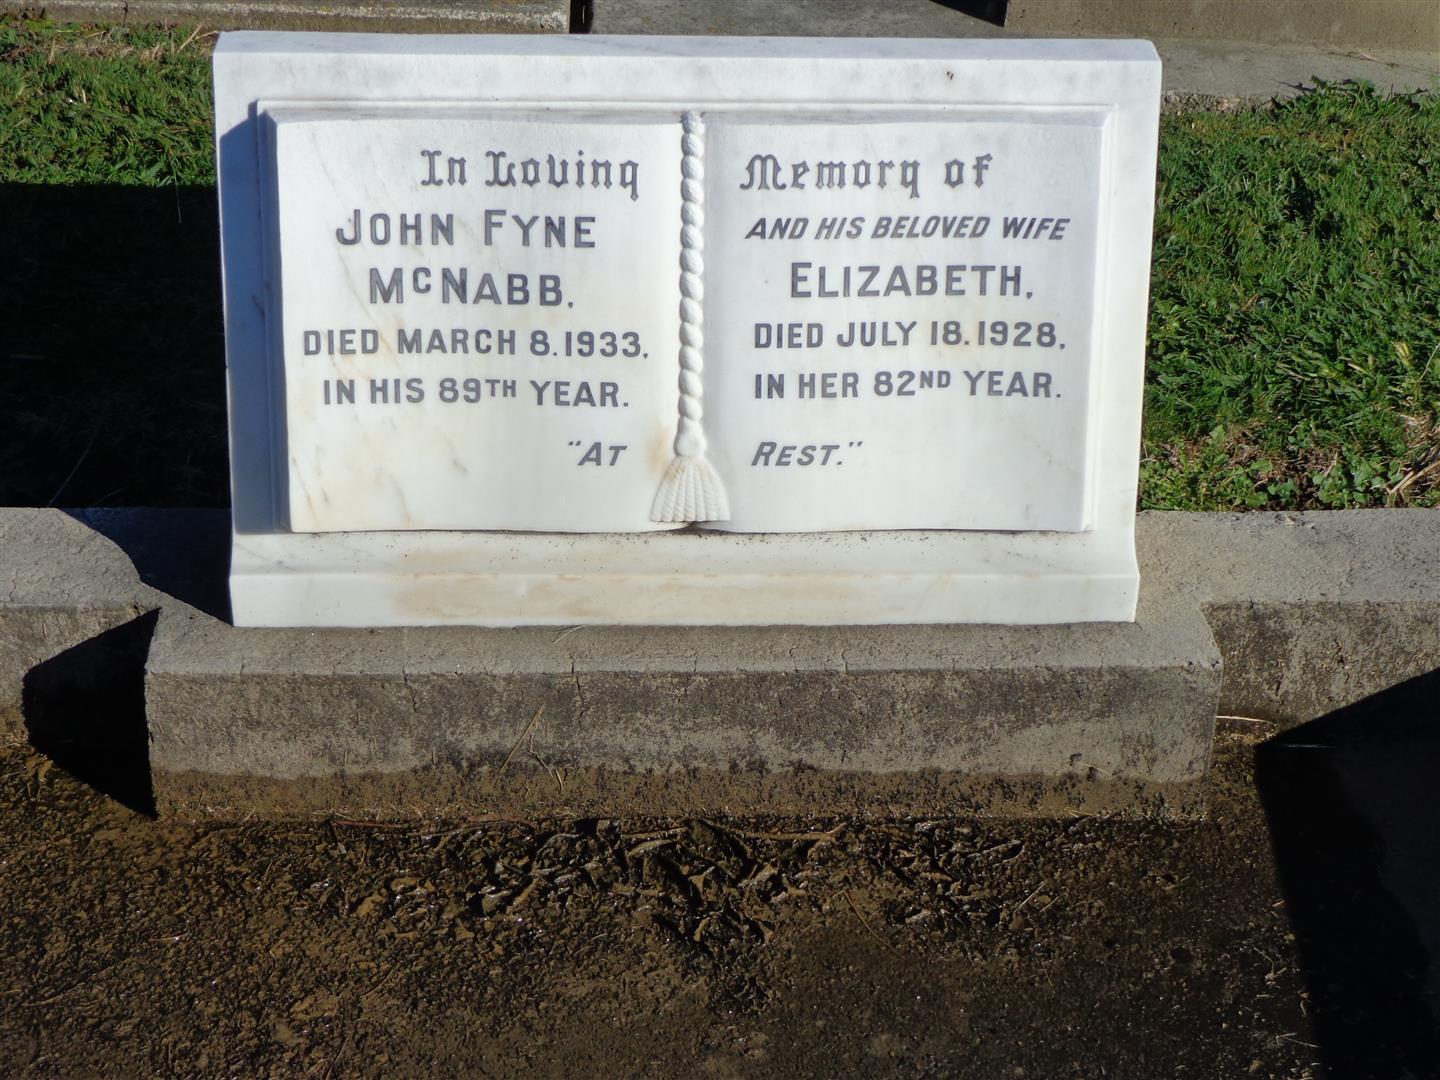 In Loving Memory of
JOHN FYNE
MCNABB,
DIED MARCH 8.1933,
IN HIS 89TH YEAR.
AND HIS BELOVED WIFE
ELIZABETH,
DIED JULY 18.1928,
IN HER 82ND YEAR.
"AT REST."